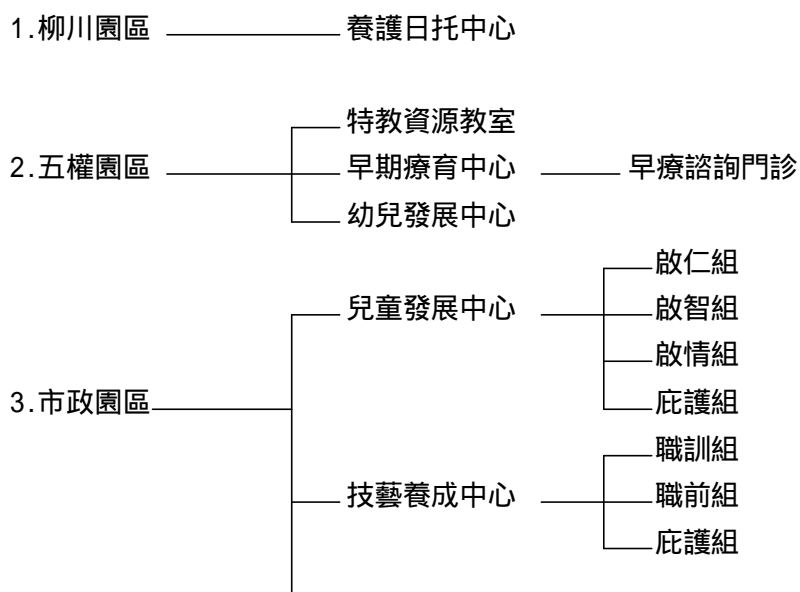 1.柳川園區 養護日托中心
特教資源教室
2.五權園區 早期療育中心 早療諮詢門診
幼兒發展中心
啟仁組
兒童發展中心 啟智組
啟情組
3.市政園區 庇護組
職訓組
技藝養成中心 職前組
庇護組